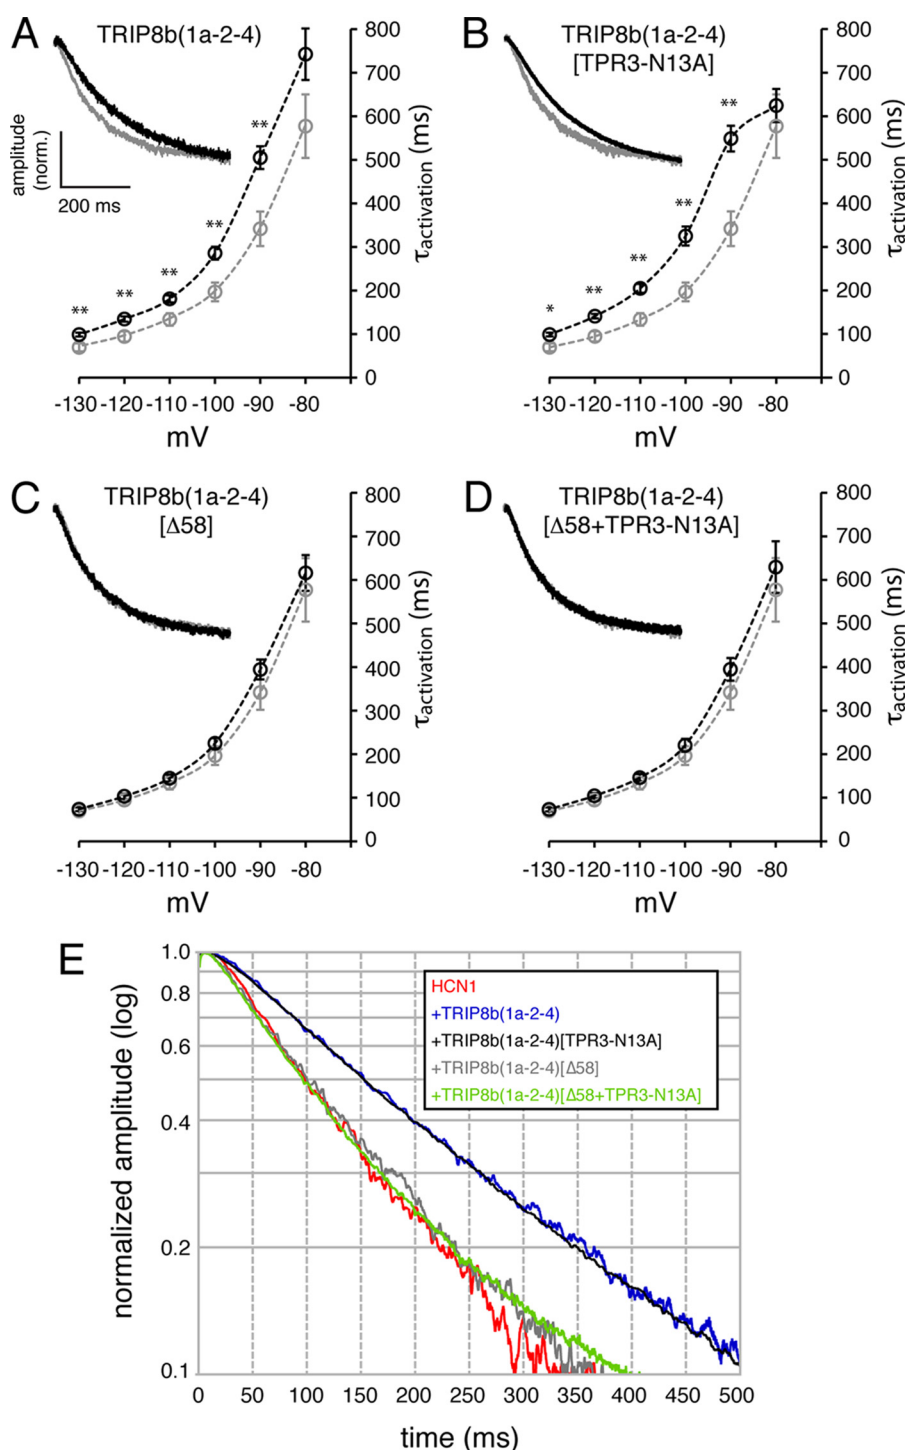 A
TRIP8b(1a-2-4)
amplitude
(norm.)
200 ms
**
**
**
**
**
800
700
600
500
400
300
200
100
0
τactivation (ms)
-130 -120 -110 -100 -90 -80
mV
B
TRIP8b(1a-2-4)
[TPR3-N13A]
**
**
**
**
*
800
700
600
500
400
300
200
100
0
τactivation (ms)
-130 -120 -110 -100 -90 -80
mV
C
TRIP8b(1a-2-4)
[Δ58]
800
700
600
500
400
300
200
100
0
τactivation (ms)
-130 -120 -110 -100 -90 -80
mV
D
TRIP8b(1a-2-4)
[Δ58+TPR3-N13A]
800
700
600
500
400
300
200
100
0
τactivation (ms)
-130 -120 -110 -100 -90 -80
mV
E
normalized amplitude (log)
1.0
0.8
0.6
0.4
0.2
0.1
HCN1
+TRIP8b(1a-2-4)
+TRIP8b(1a-2-4)[TPR3-N13A]
+TRIP8b(1a-2-4)[Δ58]
+TRIP8b(1a-2-4)[Δ58+TPR3-N13A]
0 50 100 150 200 250 300 350 400 450 500
time (ms)